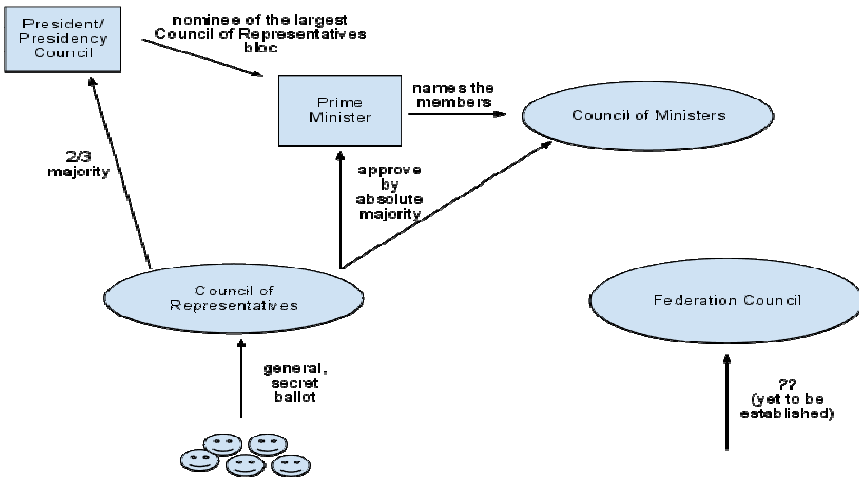 President/
Presidency
Council
nominee of the largest
Council of Representatives
bloc
Prime
Minister
names the
members
Council of Ministers
2/3
majority
approve
by
absolute
majority
Council of
Representatives
Federation Council
general,
secret
ballot
??
(yet to be
established)